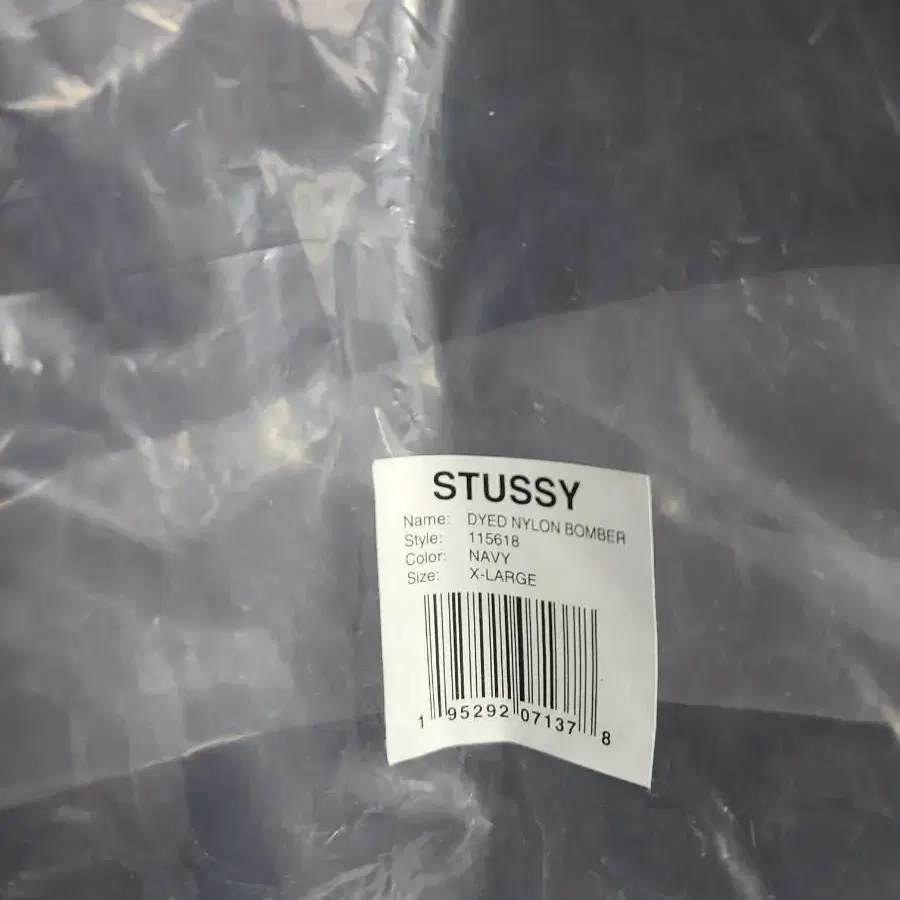 STUSSY
Name: DYED NYLON BOMBER
Style: 115618
Color: NAVY
Size: X-LARGE
1 95292 07137 8